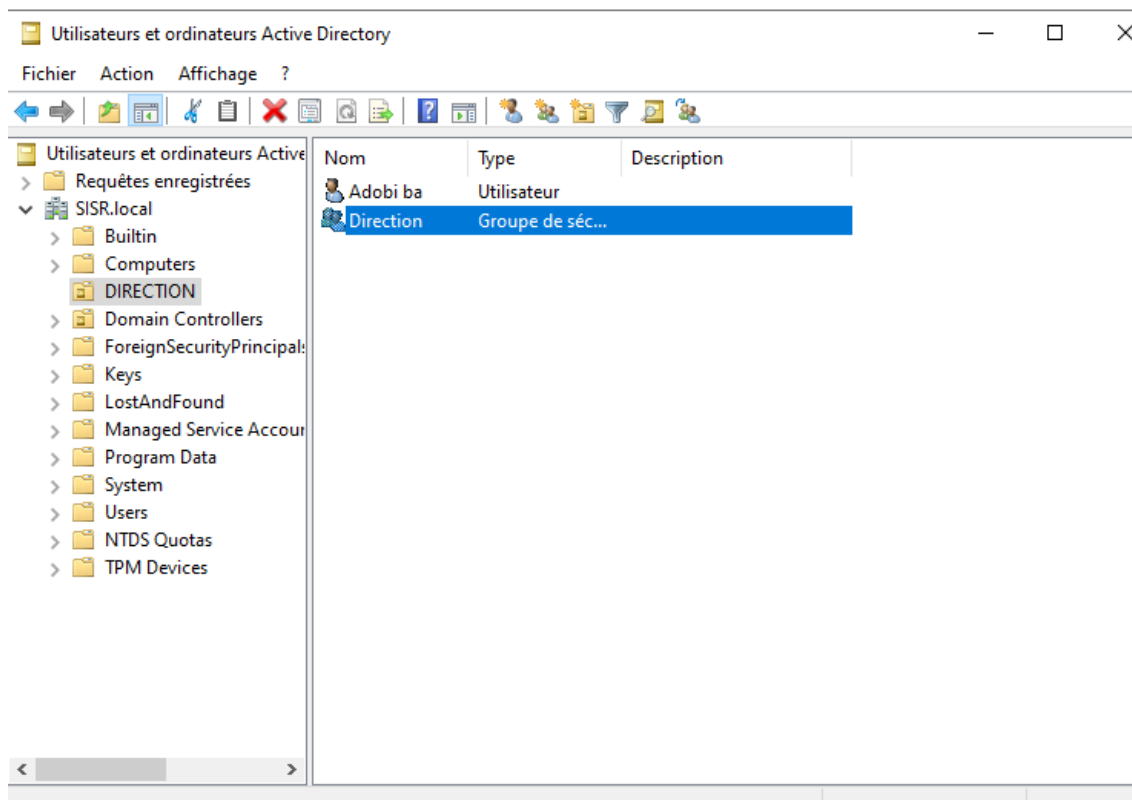 Utilisateurs et ordinateurs Active Directory
Fichier Action Affichage ?
Utilisateurs et ordinateurs Active
Requêtes enregistrées
SISR.local
Builtin
Computers
DIRECTION
Domain Controllers
ForeignSecurityPrincipals
Keys
LostAndFound
Managed Service Accour
Program Data
System
Users
NTDS Quotas
TPM Devices
Nom Type Description
Adobi ba Utilisateur
Direction Groupe de séc...